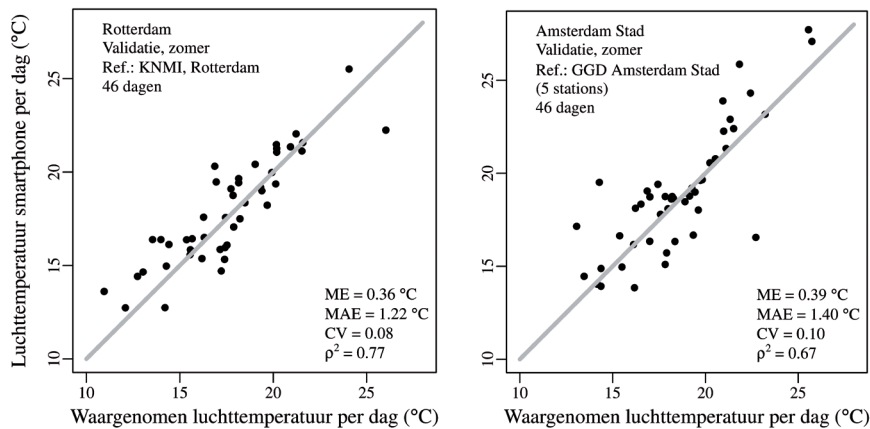 Rotterdam
Validatie, zomer
Ref.: KNMI, Rotterdam
46 dagen
ME = 0.36 °C
MAE = 1.22 °C
CV = 0.08
ρ² = 0.77
Luchttemperatuur smartphone per dag (°C)
25
20
15
10
10 15 20 25
Waargenomen luchttemperatuur per dag (°C)
Amsterdam Stad
Validatie, zomer
Ref.: GGD Amsterdam Stad
(5 stations)
46 dagen
ME = 0.39 °C
MAE = 1.40 °C
CV = 0.10
ρ² = 0.67
25
20
15
10
10 15 20 25
Waargenomen luchttemperatuur per dag (°C)